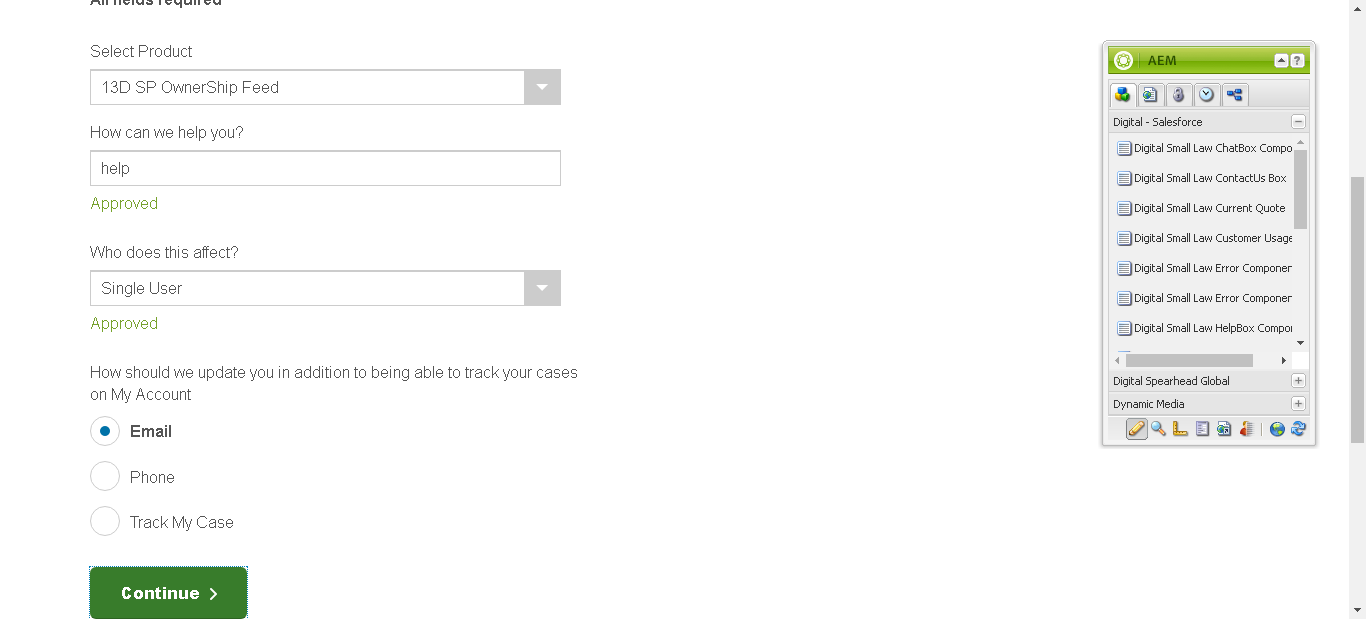 All fields required
Select Product
13D SP OwnerShip Feed
How can we help you?
help
Approved
Who does this affect?
Single User
Approved
How should we update you in addition to being able to track your cases
on My Account
Email
Phone
Track My Case
Continue
AEM
?
Digital - Salesforce
Digital Small Law ChatBox Compo
Digital Small Law ContactUs Box
Digital Small Law Current Quote
Digital Small Law Customer Usage
Digital Small Law Error Componen
Digital Small Law Error Componen
Digital Small Law HelpBox Compo
Digital Spearhead Global
Dynamic Media